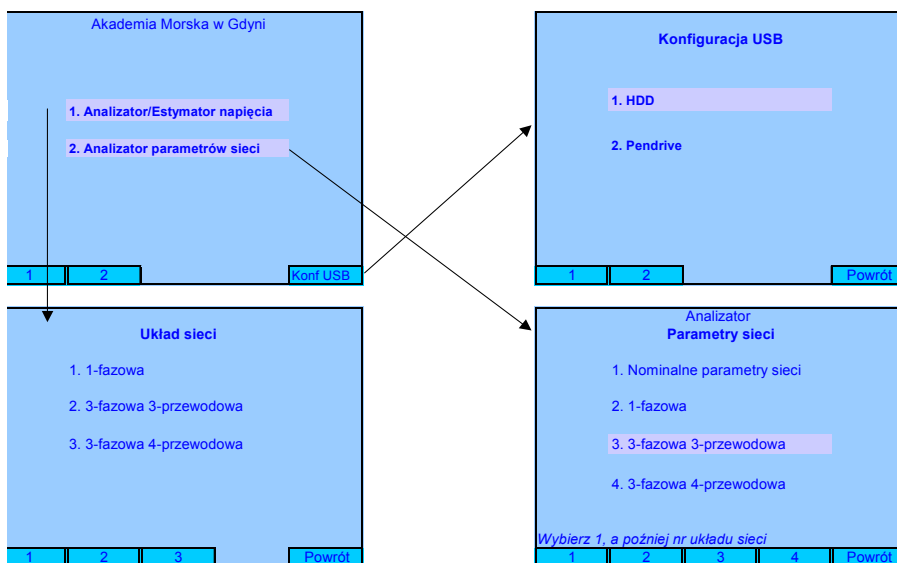 Akademia Morska w Gdyni
1. Analizator/Estymator napięcia
2. Analizator parametrów sieci
1 2 Konf USB
Konfiguracja USB
1. HDD
2. Pendrive
1 2 Powrót
Układ sieci
1. 1-fazowa
2. 3-fazowa 3-przewodowa
3. 3-fazowa 4-przewodowa
1 2 3 Powrót
Analizator
Parametry sieci
1. Nominalne parametry sieci
2. 1-fazowa
3. 3-fazowa 3-przewodowa
4. 3-fazowa 4-przewodowa
Wybierz 1, a poźniej nr układu sieci
1 2 3 4 Powrót